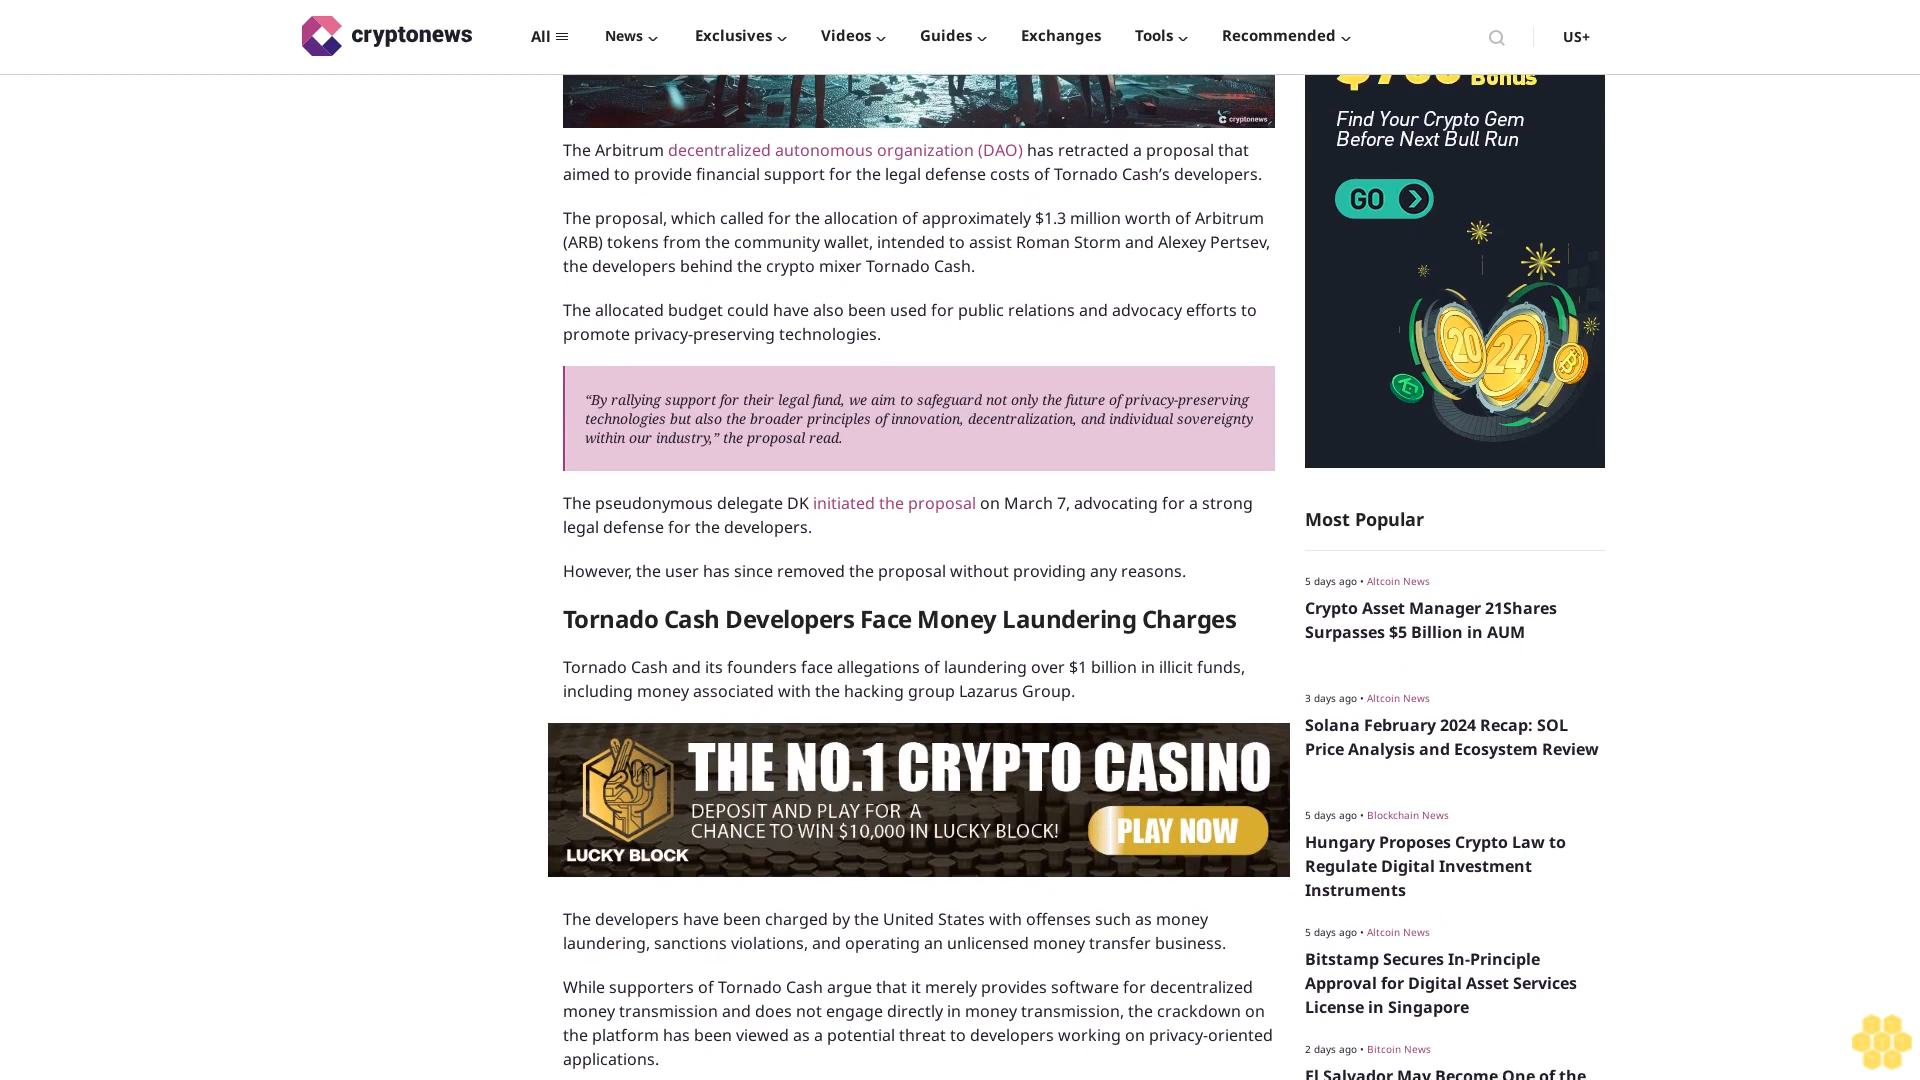 cryptonews
All
News
Exclusives
Videos
Guides
Exchanges
Tools
Recommended
US+
cryptonews
The Arbitrum decentralized autonomous organization (DAO) has retracted a proposal that
aimed to provide financial support for the legal defense costs of Tornado Cash’s developers.
The proposal, which called for the allocation of approximately $1.3 million worth of Arbitrum
(ARB) tokens from the community wallet, intended to assist Roman Storm and Alexey Pertsev,
the developers behind the crypto mixer Tornado Cash.
The allocated budget could have also been used for public relations and advocacy efforts to
promote privacy-preserving technologies.
“By rallying support for their legal fund, we aim to safeguard not only the future of privacy-preserving
technologies but also the broader principles of innovation, decentralization, and individual sovereignty
within our industry,” the proposal read.
The pseudonymous delegate DK initiated the proposal on March 7, advocating for a strong
legal defense for the developers.
However, the user has since removed the proposal without providing any reasons.
Tornado Cash Developers Face Money Laundering Charges
Tornado Cash and its founders face allegations of laundering over $1 billion in illicit funds,
including money associated with the hacking group Lazarus Group.
THE NO.1 CRYPTO CASINO
DEPOSIT AND PLAY FOR A
CHANCE TO WIN $10,000 IN LUCKY BLOCK!
PLAY NOW
LUCKY BLOCK
The developers have been charged by the United States with offenses such as money
laundering, sanctions violations, and operating an unlicensed money transfer business.
While supporters of Tornado Cash argue that it merely provides software for decentralized
money transmission and does not engage directly in money transmission, the crackdown on
the platform has been viewed as a potential threat to developers working on privacy-oriented
applications.
Bonus
Find Your Crypto Gem
Before Next Bull Run
GO
20
24
Most Popular
5 days ago • Altcoin News
Crypto Asset Manager 21Shares
Surpasses $5 Billion in AUM
3 days ago • Altcoin News
Solana February 2024 Recap: SOL
Price Analysis and Ecosystem Review
5 days ago • Blockchain News
Hungary Proposes Crypto Law to
Regulate Digital Investment
Instruments
5 days ago • Altcoin News
Bitstamp Secures In-Principle
Approval for Digital Asset Services
License in Singapore
2 days ago • Bitcoin News
El Salvador May Become One of the